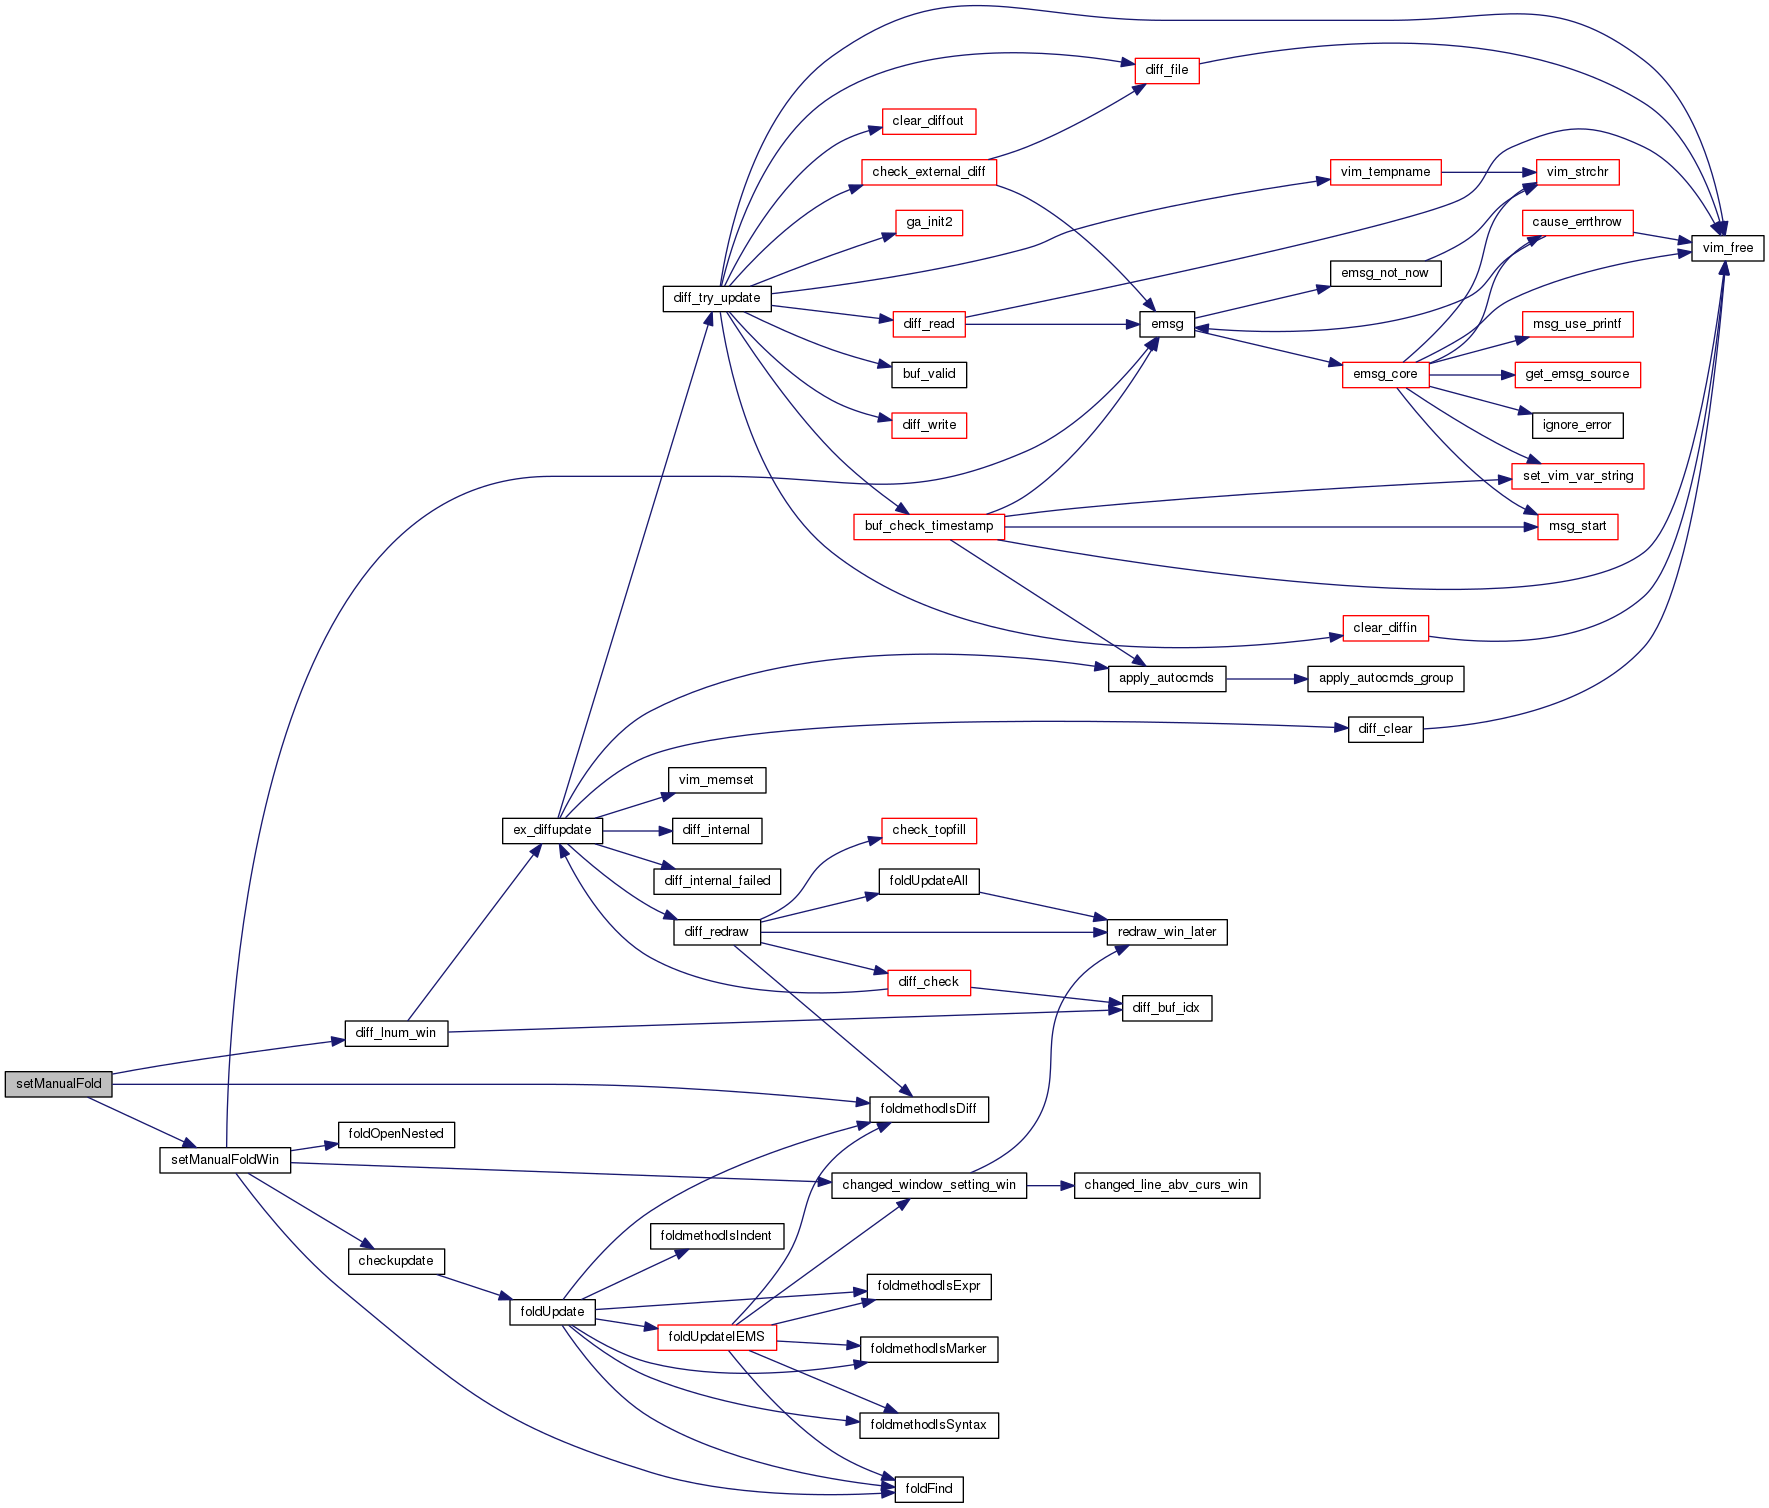 diff_file
clear_diffout
check_external_diff
vim_tempname
vim_strchr
ga_init2
cause_errthrow
vim_free
emsg_not_now
diff_try_update
diff_read
emsg
msg_use_printf
buf_valid
emsg_core
get_emsg_source
diff_write
ignore_error
set_vim_var_string
buf_check_timestamp
msg_start
clear_diffin
apply_autocmds
apply_autocmds_group
diff_clear
vim_memset
ex_diffupdate
diff_internal
check_topfill
diff_internal_failed
foldUpdateAll
diff_redraw
redraw_win_later
diff_check
diff_buf_idx
diff_lnum_win
setManualFold
foldmethodIsDiff
foldOpenNested
setManualFoldWin
changed_window_setting_win
changed_line_abv_curs_win
foldmethodIsIndent
checkupdate
foldmethodIsExpr
foldUpdate
foldUpdateIEMS
foldmethodIsMarker
foldmethodIsSyntax
foldFind